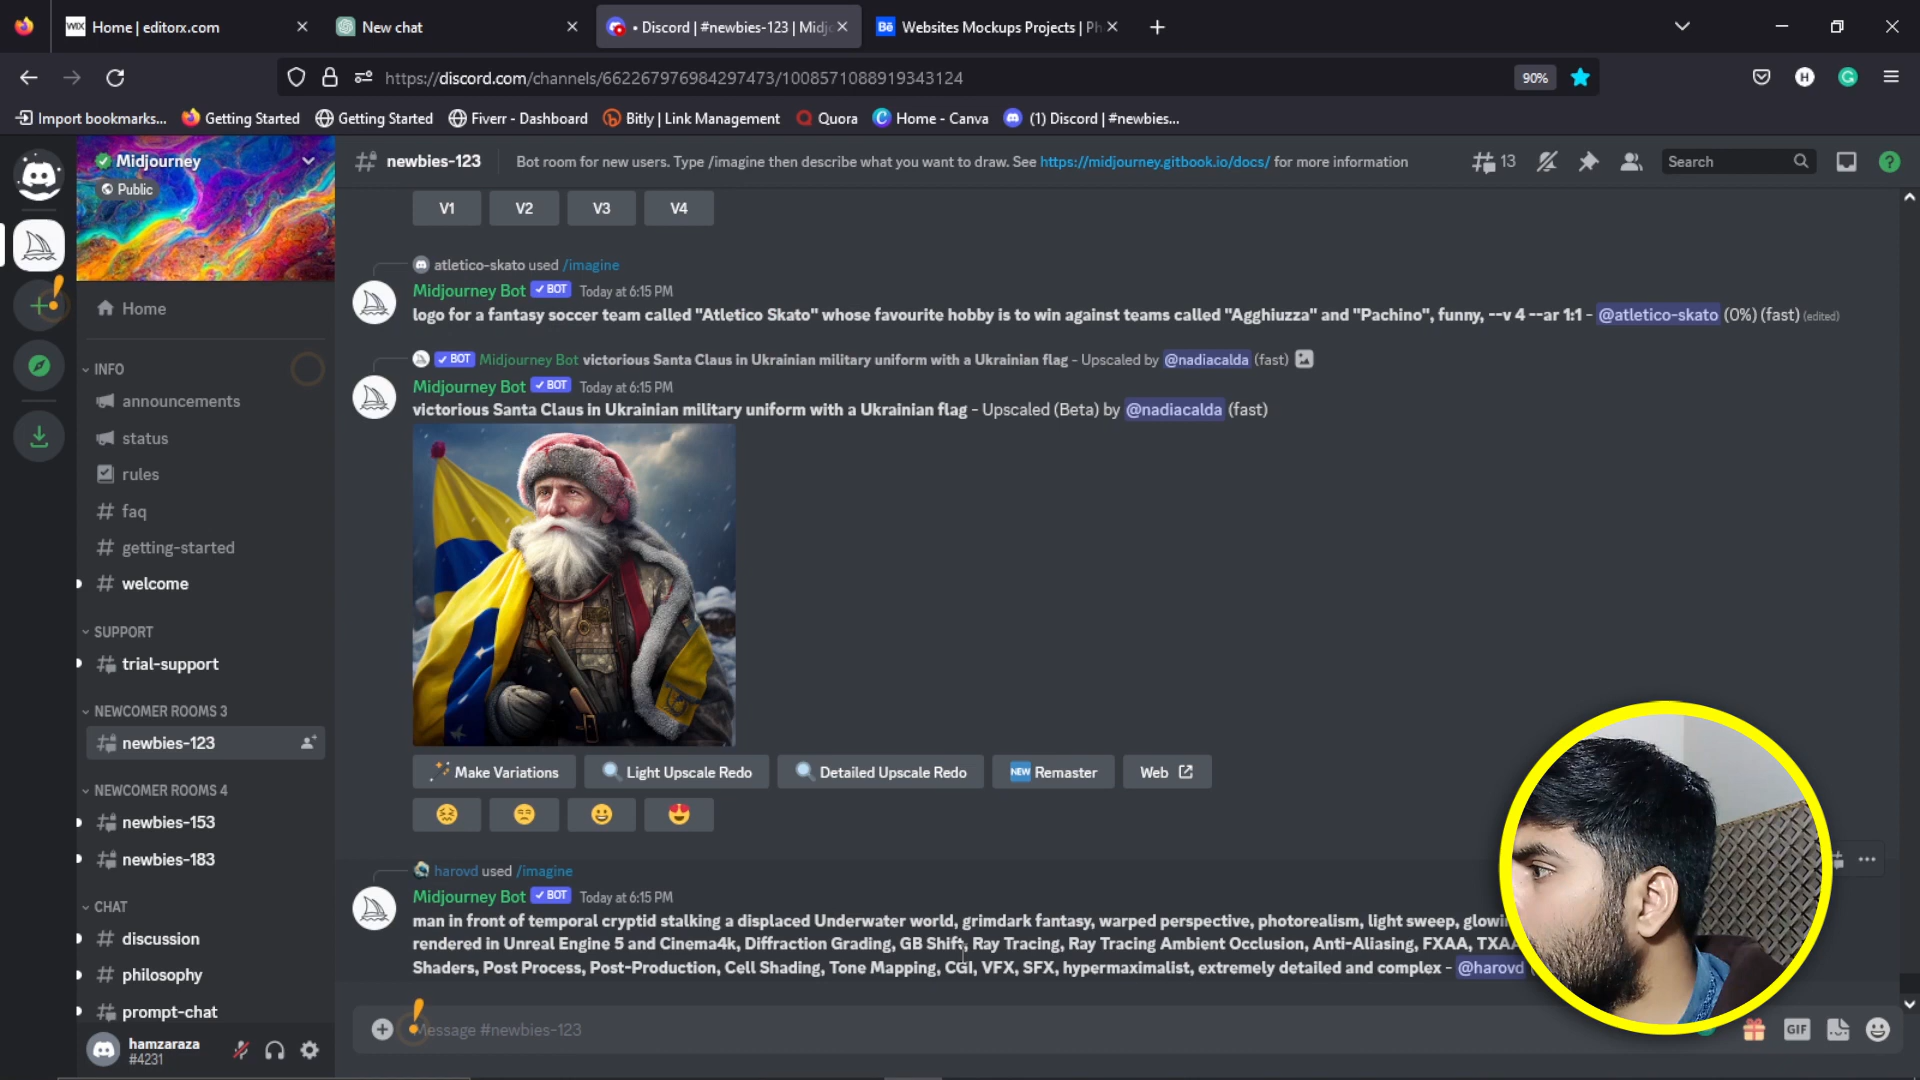 WIX Home | editorx.com
New chat
• Discord | #newbies-123 | Midj
Bē Websites Mockups Projects | Ph
https://discord.com/channels/662267976984297473/1008571088919343124
90%
H
G
Import bookmarks...
Getting Started
Getting Started
Fiverr - Dashboard
Bitly | Link Management
Quora
Home - Canva
(1) Discord | #newbies...
Midjourney
Public
Home
INFO
announcements
status
rules
faq
getting-started
welcome
SUPPORT
trial-support
NEWCOMER ROOMS 3
newbies-123
NEWCOMER ROOMS 4
newbies-153
newbies-183
CHAT
discussion
philosophy
prompt-chat
hamzaraza
#4231
newbies-123
Bot room for new users. Type /imagine then describe what you want to draw. See https://midjourney.gitbook.io/docs/ for more information
13
Search
V1 V2 V3 V4
atletico-skato used /imagine
Midjourney Bot ✓ BOT Today at 6:15 PM
logo for a fantasy soccer team called "Atletico Skato" whose favourite hobby is to win against teams called "Agghiuzza" and "Pachino", funny, --v 4 --ar 1:1 - @atletico-skato (0%) (fast) (edited)
✓ BOT Midjourney Bot victorious Santa Claus in Ukrainian military uniform with a Ukrainian flag - Upscaled by @nadiacalda (fast)
Midjourney Bot ✓ BOT Today at 6:15 PM
victorious Santa Claus in Ukrainian military uniform with a Ukrainian flag - Upscaled (Beta) by @nadiacalda (fast)
Make Variations
Light Upscale Redo
Detailed Upscale Redo
NEW Remaster
Web
harovd used /imagine
Midjourney Bot ✓ BOT Today at 6:15 PM
man in front of temporal cryptid stalking a displaced Underwater world, grimdark fantasy, warped perspective, photorealism, light sweep,
rendered in Unreal Engine 5 and Cinema4k, Diffraction Grading, GB Shift, Ray Tracing, Ray Tracing Ambient Occlusion, Anti-Aliasing, FXAA, TXAA
Shaders, Post Process, Post-Production, Cell Shading, Tone Mapping, CGI, VFX, SFX, hypermaximalist, extremely detailed and complex - @harovd
Message #newbies-123
GIF